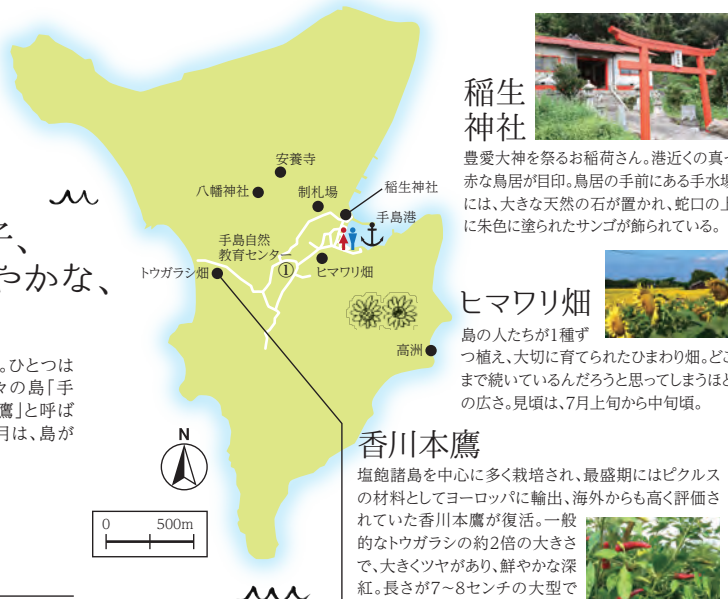 安養寺
八幡神社
制札場
稲生神社
手島港
手島自然
教育センター
①
トウガラシ畑
ヒマワリ畑
高洲
N
0 500m
、
やかな、
。ひとつは
々の島「手
鷹」と呼ば
月は、島が
稲生
神社
豊愛大神を祭るお稲荷さん。港近くの真っ
赤な鳥居が目印。鳥居の手前にある手水場
には、大きな天然の石が置かれ、蛇口の上
に朱色に塗られたサンゴが飾られている。
ヒマワリ畑
島の人たちが1種ず
つ植え、大切に育てられたひまわり畑。どこ
まで続いているんだろうと思ってしまうほど
の広さ。見頃は、7月上旬から中旬頃。
香川本鷹
塩飽諸島を中心に多く栽培され、最盛期にはピクルス
の材料としてヨーロッパに輸出、海外からも高く評価さ
れていた香川本鷹が復活。一般
的なトウガラシの約2倍の大きさ
で、大きくツヤがあり、鮮やかな深
紅。長さが7~8センチの大型で